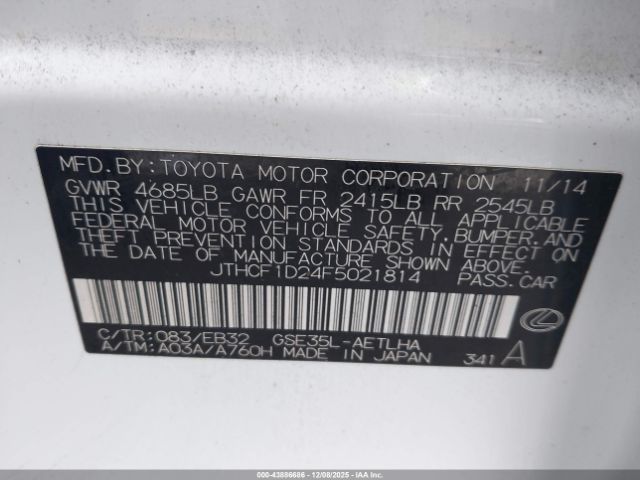 MFD. BY: TOYOTA MOTOR CORPORATION 11/14
GVWR 4685LB GAWR FR 2415LB RR 2545LB
THIS VEHICLE CONFORMS TO ALL APPLICABLE
FEDERAL MOTOR VEHICLE SAFETY, BUMPER, AND
THEFT PREVENTION STANDARDS IN EFFECT ON
THE DATE OF MANUFACTURE SHOWN ABOVE.
JTHCF1D24F5021814 PASS. CAR
C/TR: 083/EB32 GSE35L-AETLHA
A/TM: A03A/A760H MADE IN JAPAN 341 A
000-43886686 | 12/08/2025 | IAA Inc.